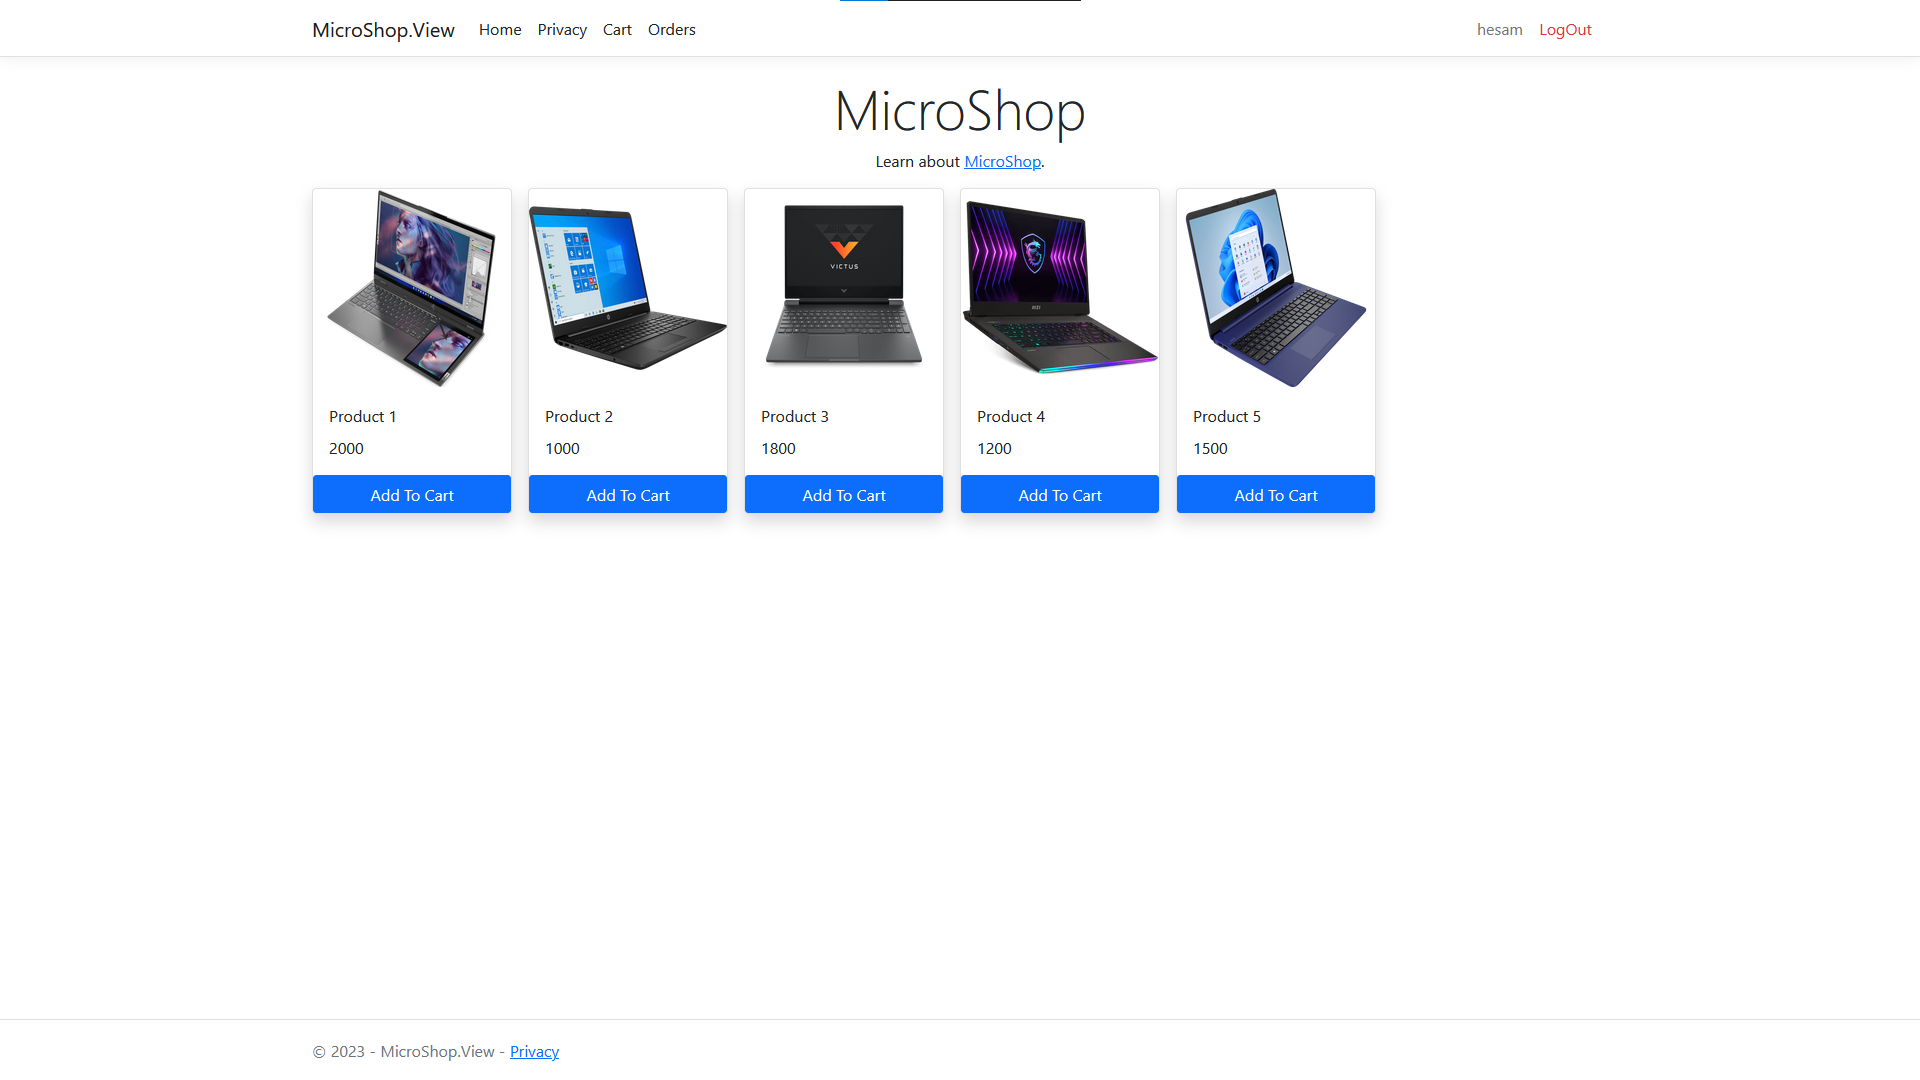 MicroShop.View Home Privacy Cart Orders hesam LogOut
MicroShop
Learn about MicroShop.
VICTUS
Product 1 Product 2 Product 3 Product 4 Product 5
2000 1000 1800 1200 1500
Add To Cart Add To Cart Add To Cart Add To Cart Add To Cart
© 2023 - MicroShop.View - Privacy